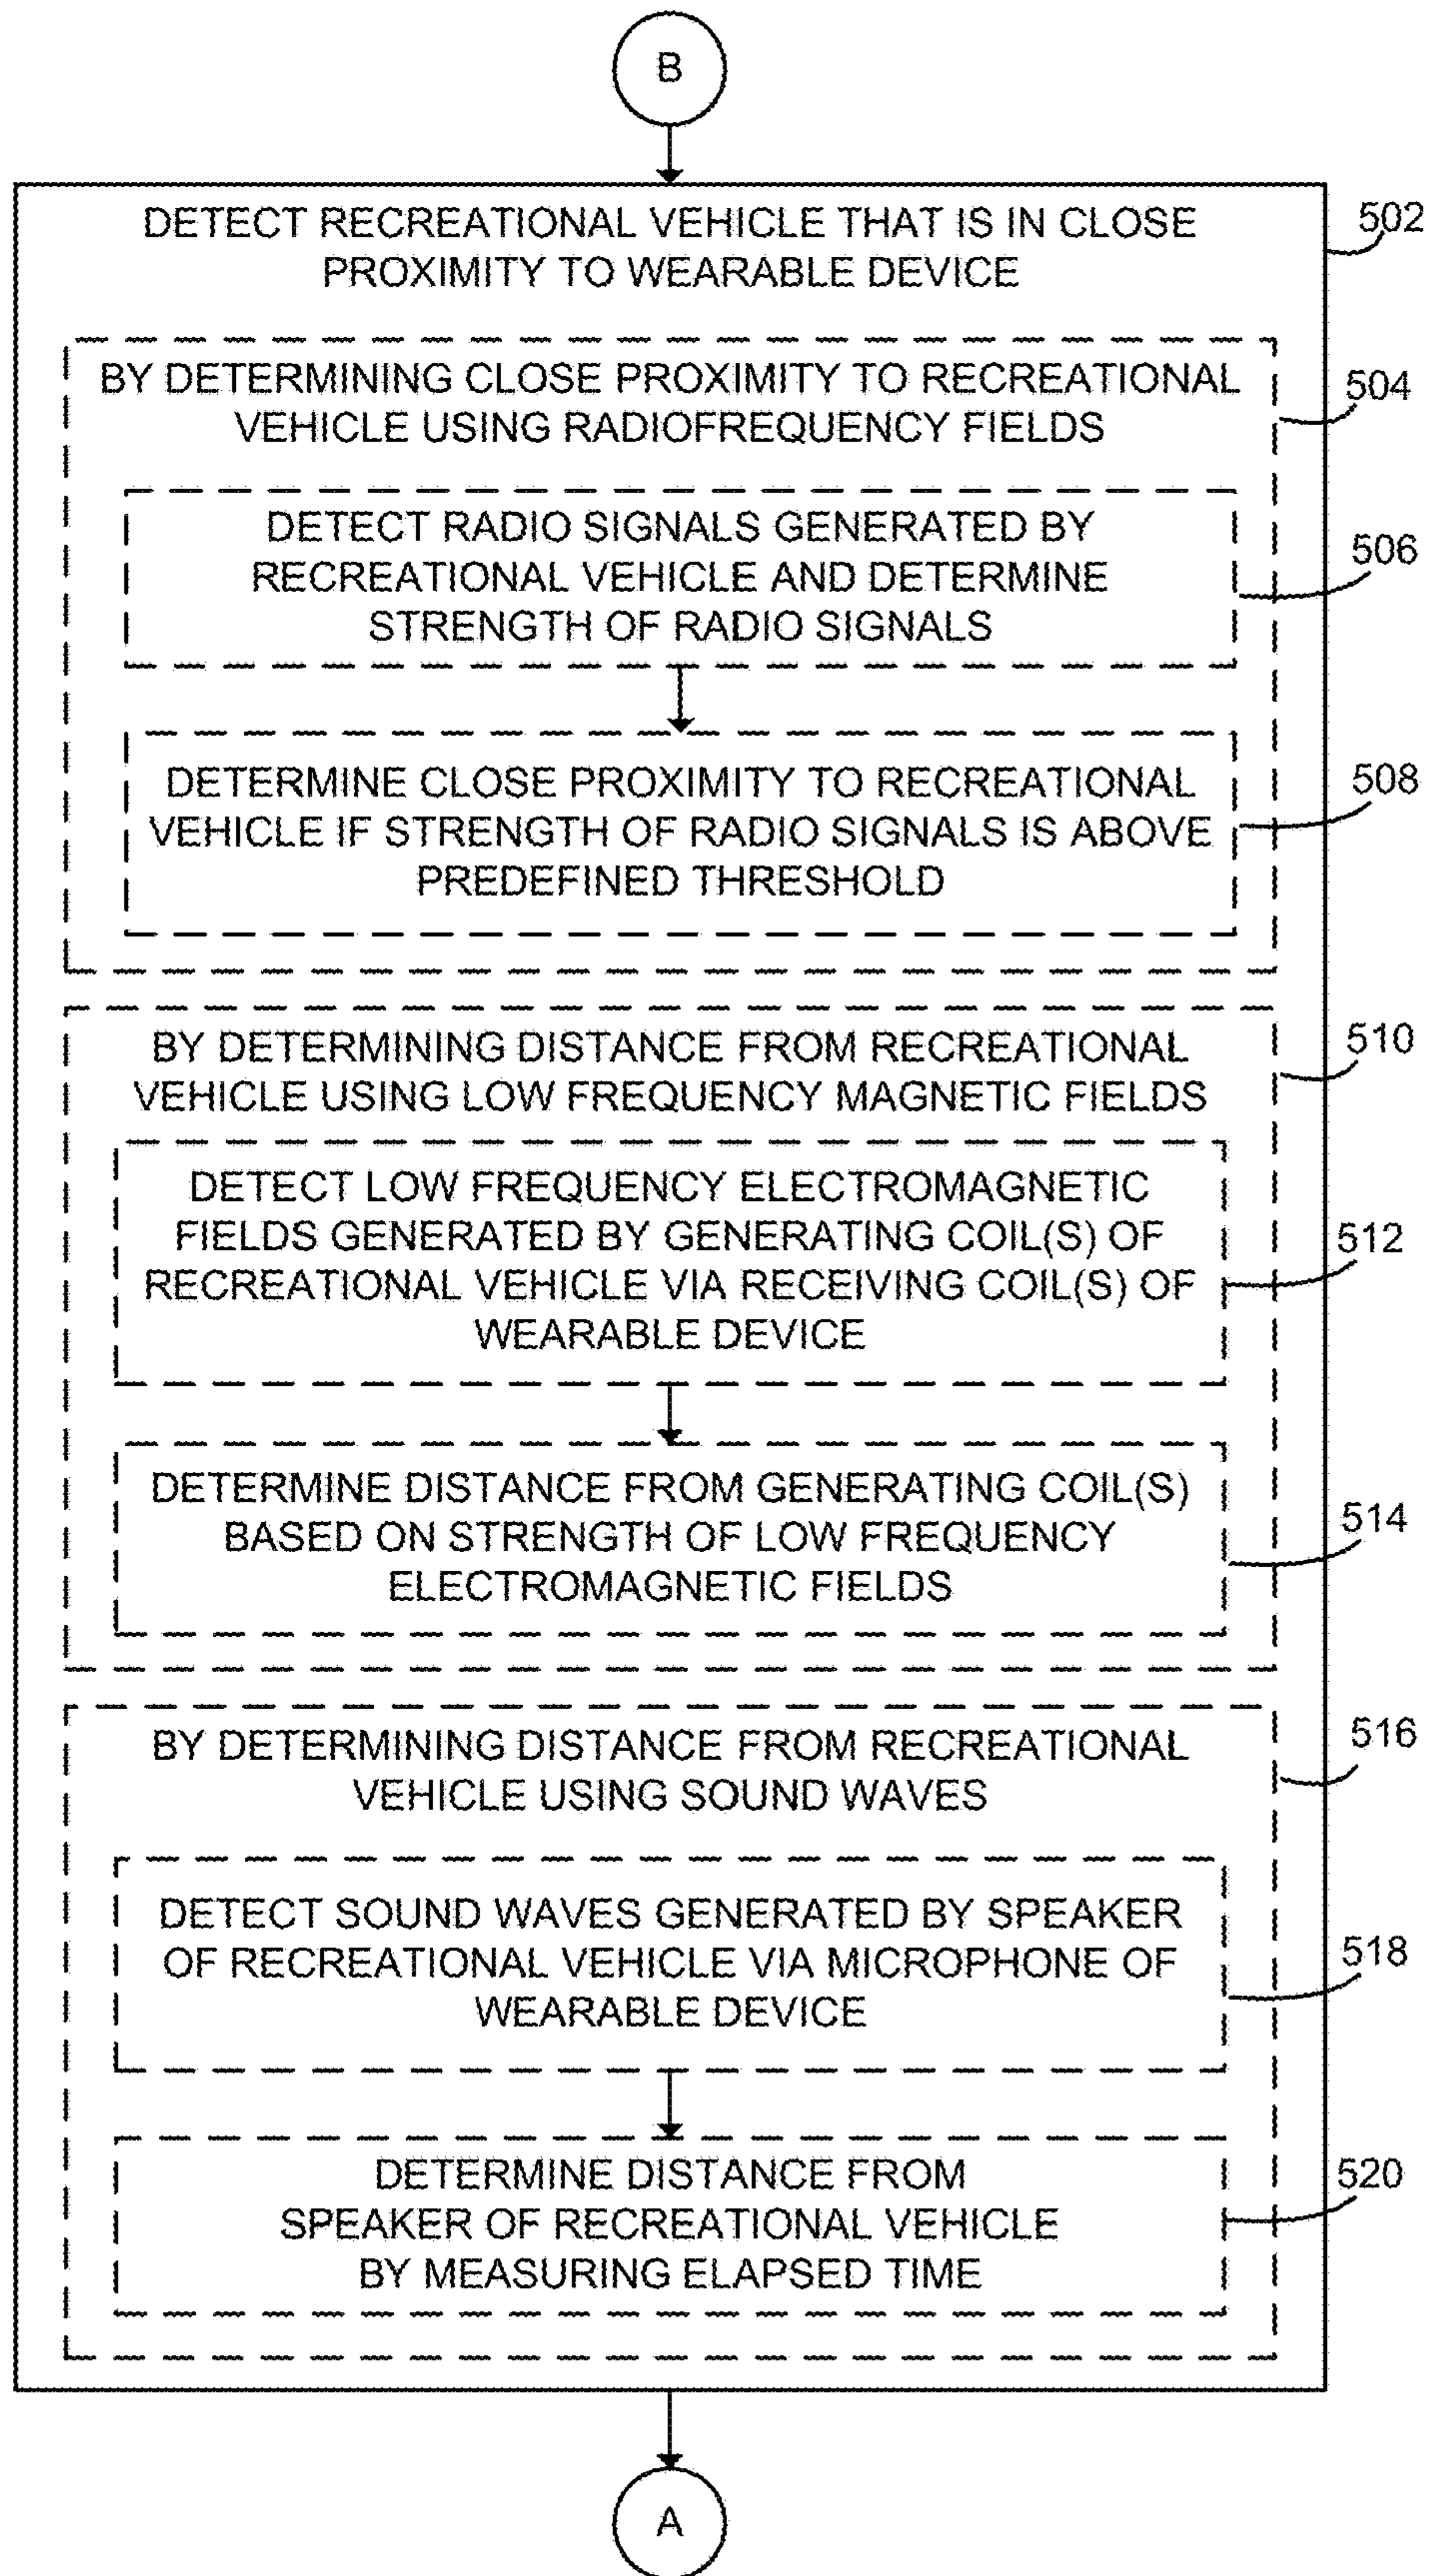 B
DETECT RECREATIONAL VEHICLE THAT IS IN CLOSE
PROXIMITY TO WEARABLE DEVICE
502
BY DETERMINING CLOSE PROXIMITY TO RECREATIONAL
VEHICLE USING RADIOFREQUENCY FIELDS
504
DETECT RADIO SIGNALS GENERATED BY
RECREATIONAL VEHICLE AND DETERMINE
STRENGTH OF RADIO SIGNALS
506
DETERMINE CLOSE PROXIMITY TO RECREATIONAL
VEHICLE IF STRENGTH OF RADIO SIGNALS IS ABOVE
PREDEFINED THRESHOLD
508
BY DETERMINING DISTANCE FROM RECREATIONAL
VEHICLE USING LOW FREQUENCY MAGNETIC FIELDS
510
DETECT LOW FREQUENCY ELECTROMAGNETIC
FIELDS GENERATED BY GENERATING COIL(S) OF
RECREATIONAL VEHICLE VIA RECEIVING COIL(S) OF
WEARABLE DEVICE
512
DETERMINE DISTANCE FROM GENERATING COIL(S)
BASED ON STRENGTH OF LOW FREQUENCY
ELECTROMAGNETIC FIELDS
514
BY DETERMINING DISTANCE FROM RECREATIONAL
VEHICLE USING SOUND WAVES
516
DETECT SOUND WAVES GENERATED BY SPEAKER
OF RECREATIONAL VEHICLE VIA MICROPHONE OF
WEARABLE DEVICE
518
DETERMINE DISTANCE FROM
SPEAKER OF RECREATIONAL VEHICLE
BY MEASURING ELAPSED TIME
520
A